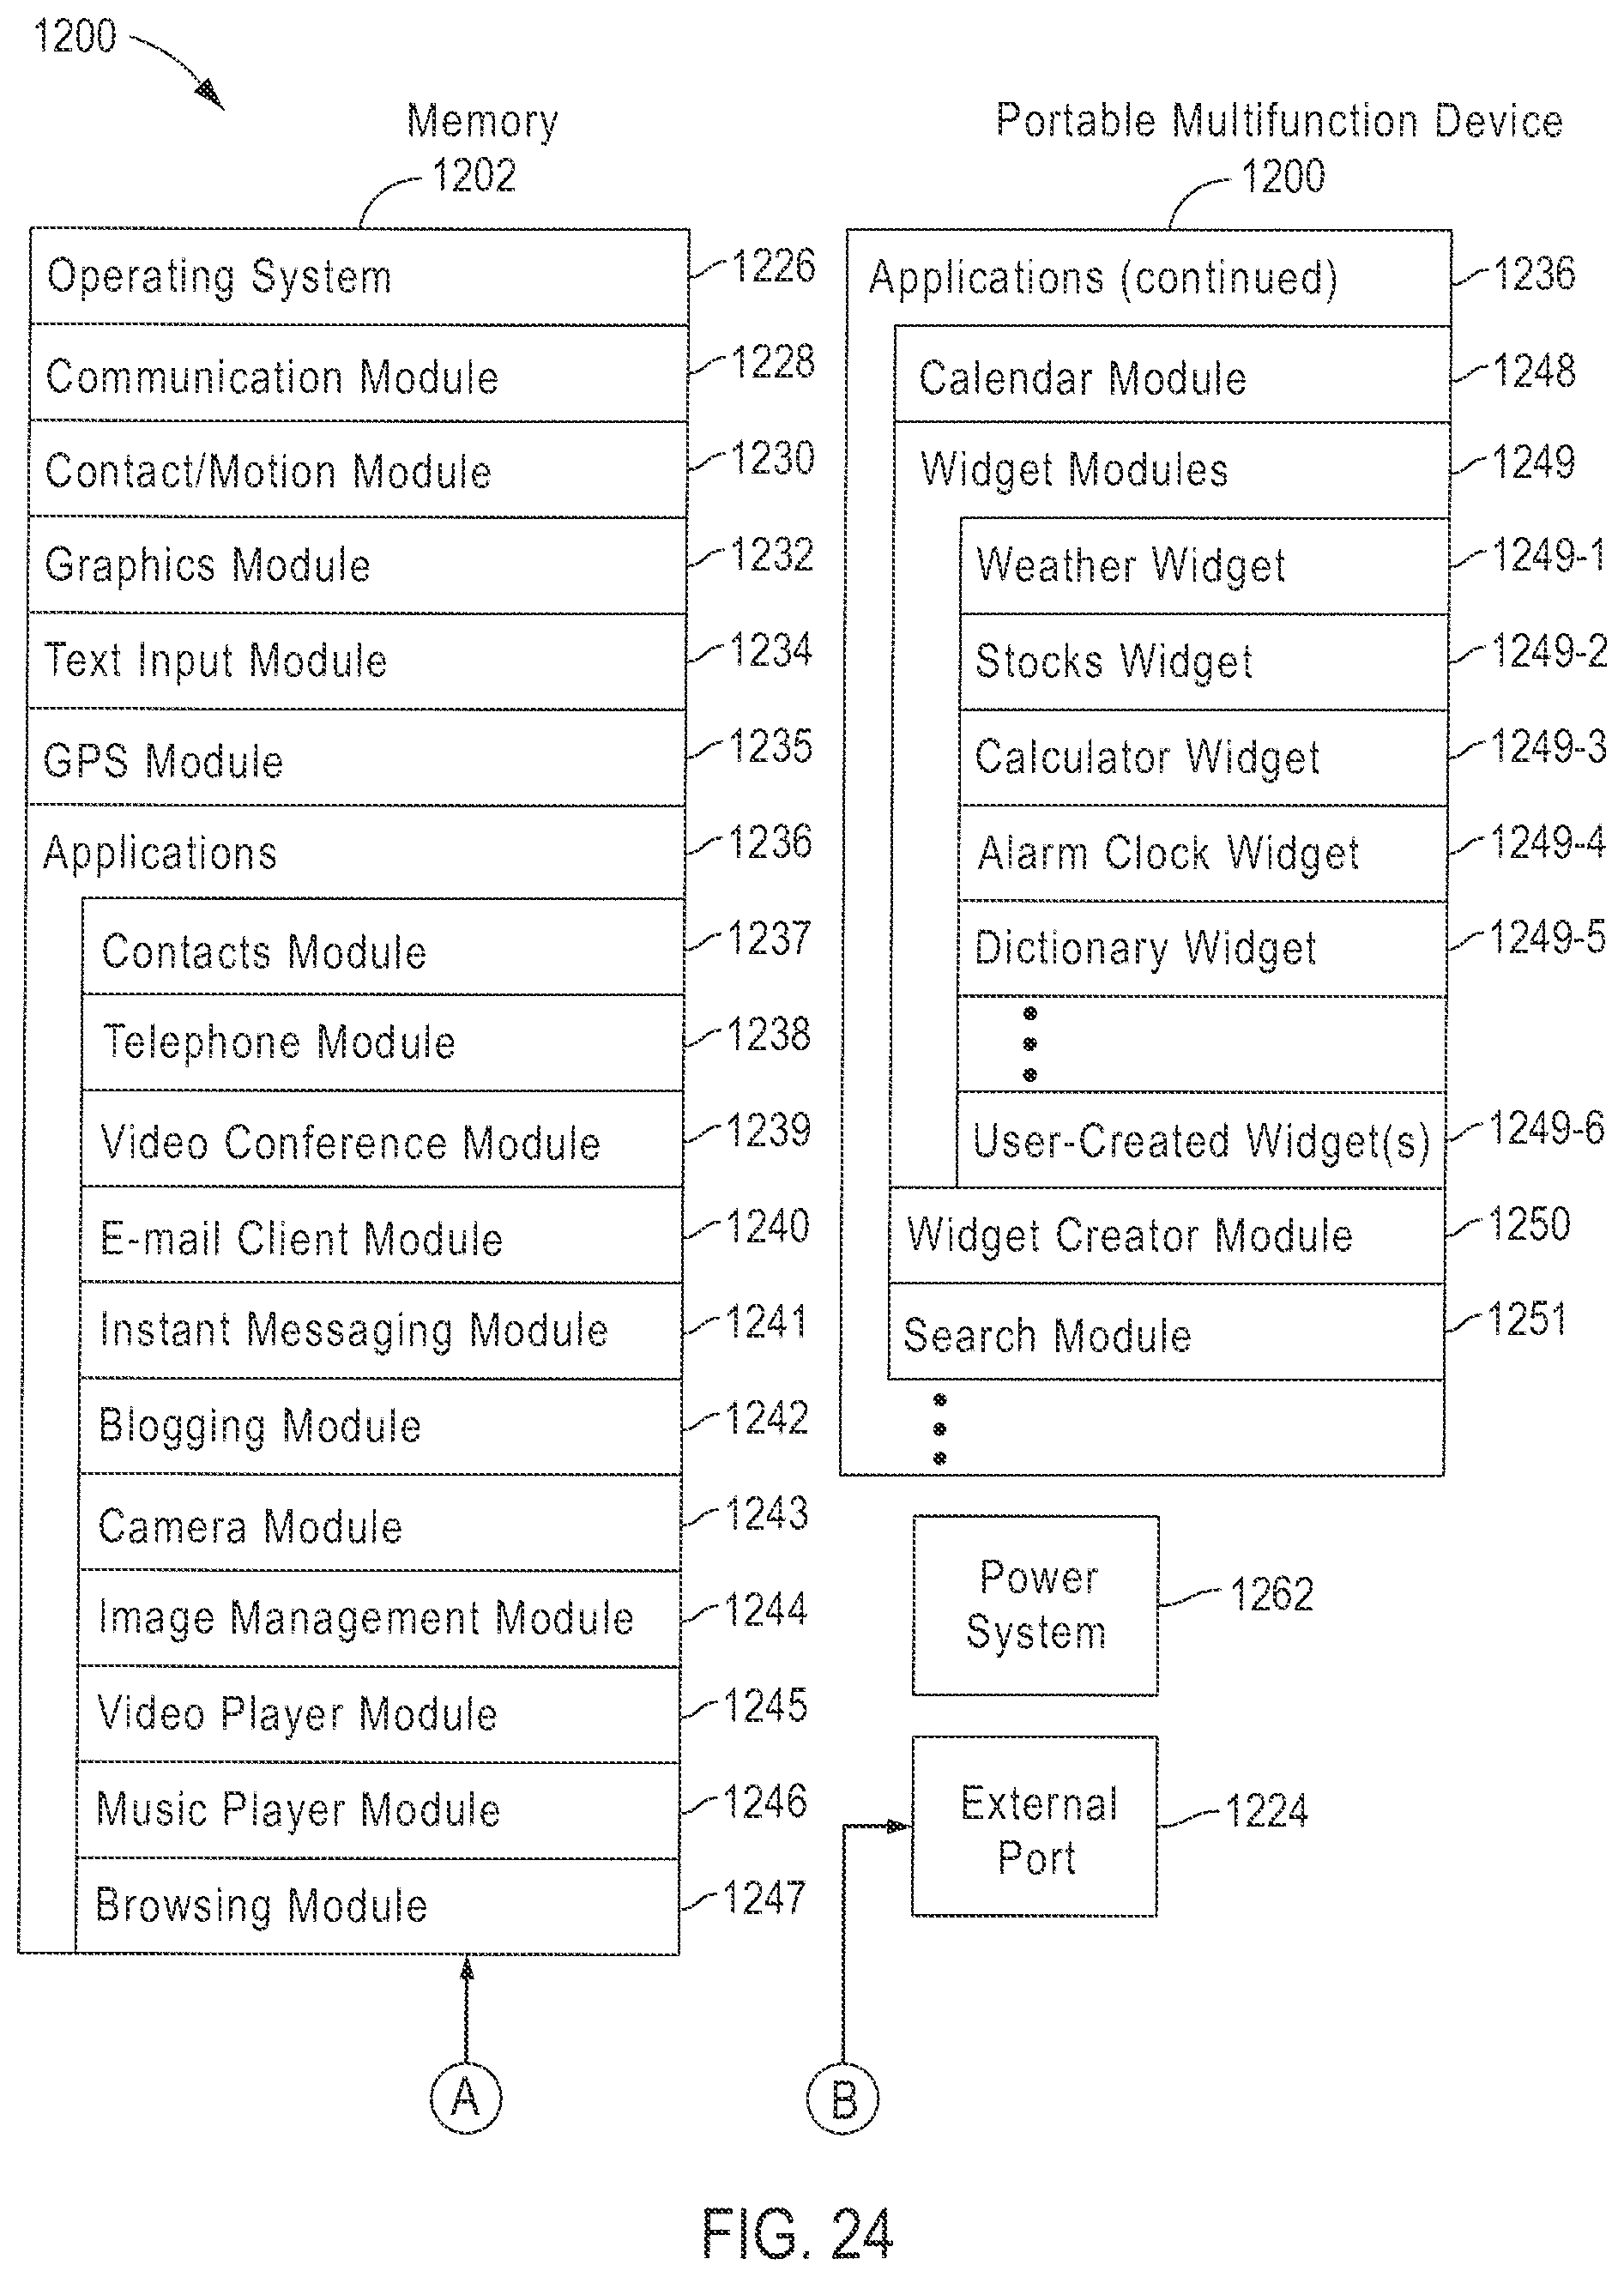 1200
Memory
1202
Operating System
1226
Communication Module
1228
Contact/Motion Module
1230
Graphics Module
1232
Text Input Module
1234
GPS Module
1235
Applications
1236
Contacts Module
1237
Telephone Module
1238
Video Conference Module
1239
E-mail Client Module
1240
Instant Messaging Module
1241
Blogging Module
1242
Camera Module
1243
Image Management Module
1244
Video Player Module
1245
Music Player Module
1246
Browsing Module
1247
A
Portable Multifunction Device
1200
Applications (continued)
1236
Calendar Module
1248
Widget Modules
1249
Weather Widget
1249-1
Stocks Widget
1249-2
Calculator Widget
1249-3
Alarm Clock Widget
1249-4
Dictionary Widget
1249-5
User-Created Widget(s)
1249-6
Widget Creator Module
1250
Search Module
1251
Power
System
1262
External
Port
1224
B
FIG. 24